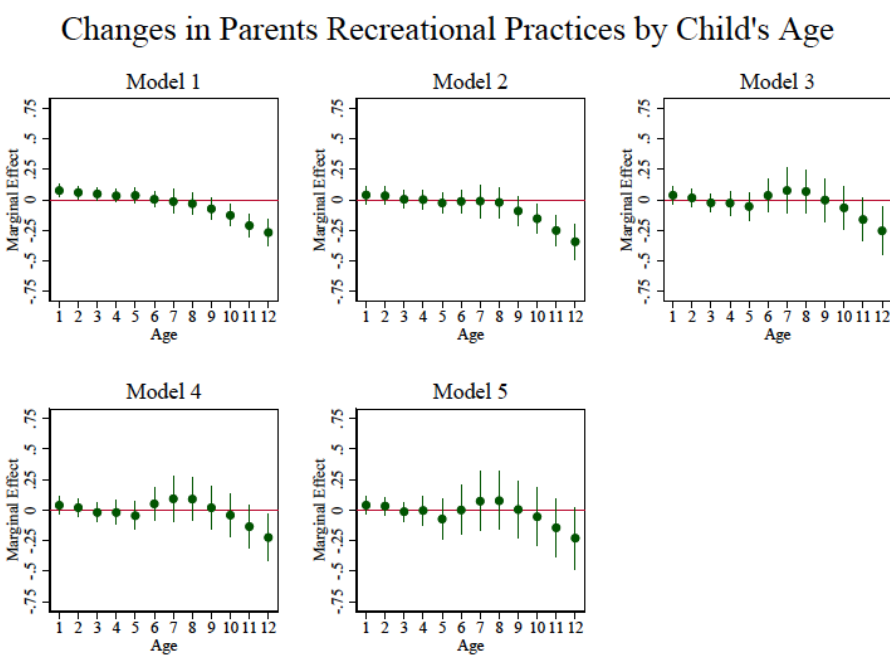 Changes in Parents Recreational Practices by Child's Age
Model 1
Marginal Effect
.75
.5
.25
0
-.25
-.5
-.75
1 2 3 4 5 6 7 8 9 10 11 12
Age
Model 2
Marginal Effect
.75
.5
.25
0
-.25
-.5
-.75
1 2 3 4 5 6 7 8 9 10 11 12
Age
Model 3
Marginal Effect
.75
.5
.25
0
-.25
-.5
-.75
1 2 3 4 5 6 7 8 9 10 11 12
Age
Model 4
Marginal Effect
.75
.5
.25
0
-.25
-.5
-.75
1 2 3 4 5 6 7 8 9 10 11 12
Age
Model 5
Marginal Effect
.75
.5
.25
0
-.25
-.5
-.75
1 2 3 4 5 6 7 8 9 10 11 12
Age